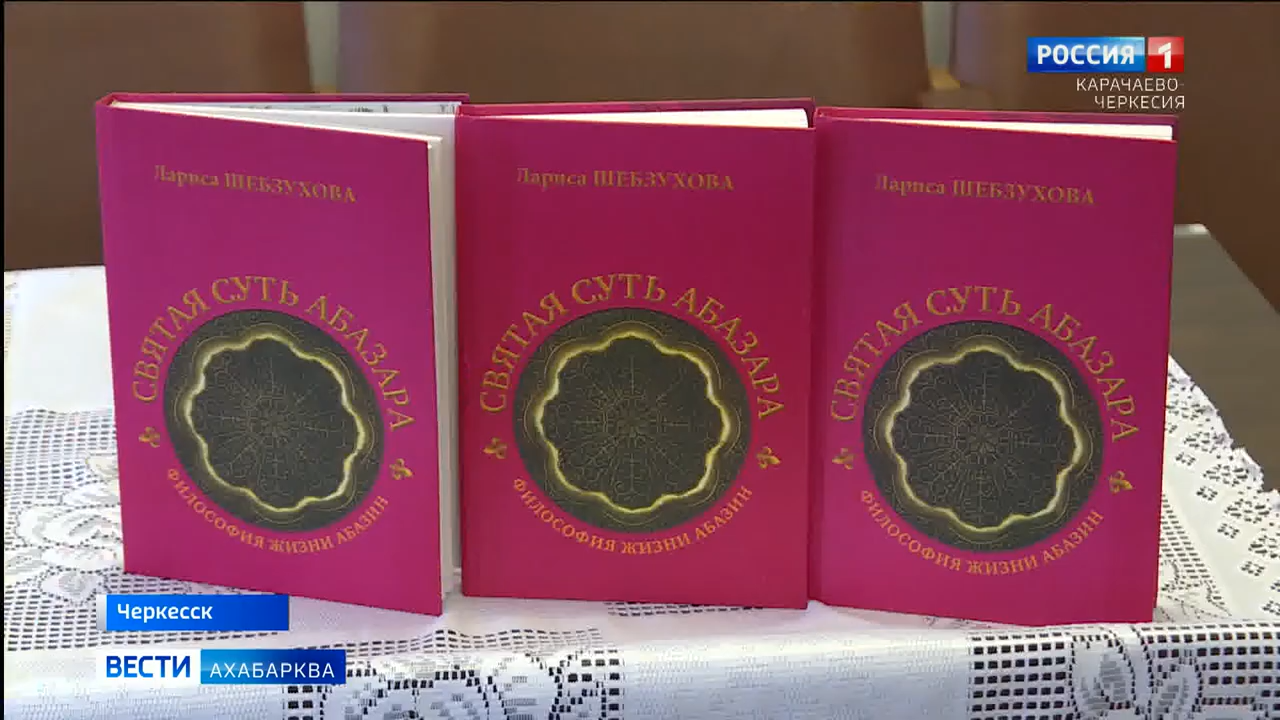 РОССИЯ 1
КАРАЧАЕВО-
ЧЕРКЕСИЯ
Лариса ШЕБЗУХОВА
СВЯТАЯ СУТЬ АБАЗАРА
ФИЛОСОФИЯ ЖИЗНИ АБАЗИН
Лариса ШЕБЗУХОВА
СВЯТАЯ СУТЬ АБАЗАРА
ФИЛОСОФИЯ ЖИЗНИ АБАЗИН
Лариса ШЕБЗУХОВА
СВЯТАЯ СУТЬ АБАЗАРА
ФИЛОСОФИЯ ЖИЗНИ АБАЗИН
Черкесск
ВЕСТИ АХАБАРКВА